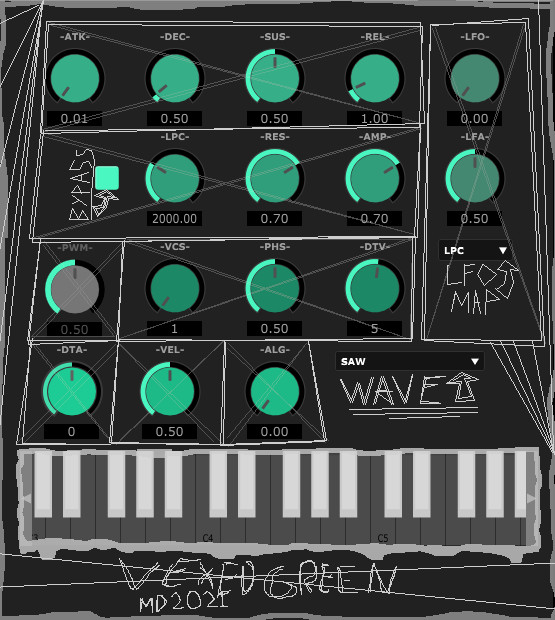 -ATK- -DEC- -SUS- -REL- -LFO-
0.01 0.50 0.50 1.00 0.00
-LPC- -RES- -AMP- -LFA-
BYPASS
2000.00 0.70 0.70 0.50
-PWM- -VCS- -PHS- -DTV- LPC
LFO
MAP
0.50 1 0.50 5
-DTA- -VEL- -ALG- SAW
WAVE
0 0.50 0.00
C4 C5
VEXED GREEN
MD2021